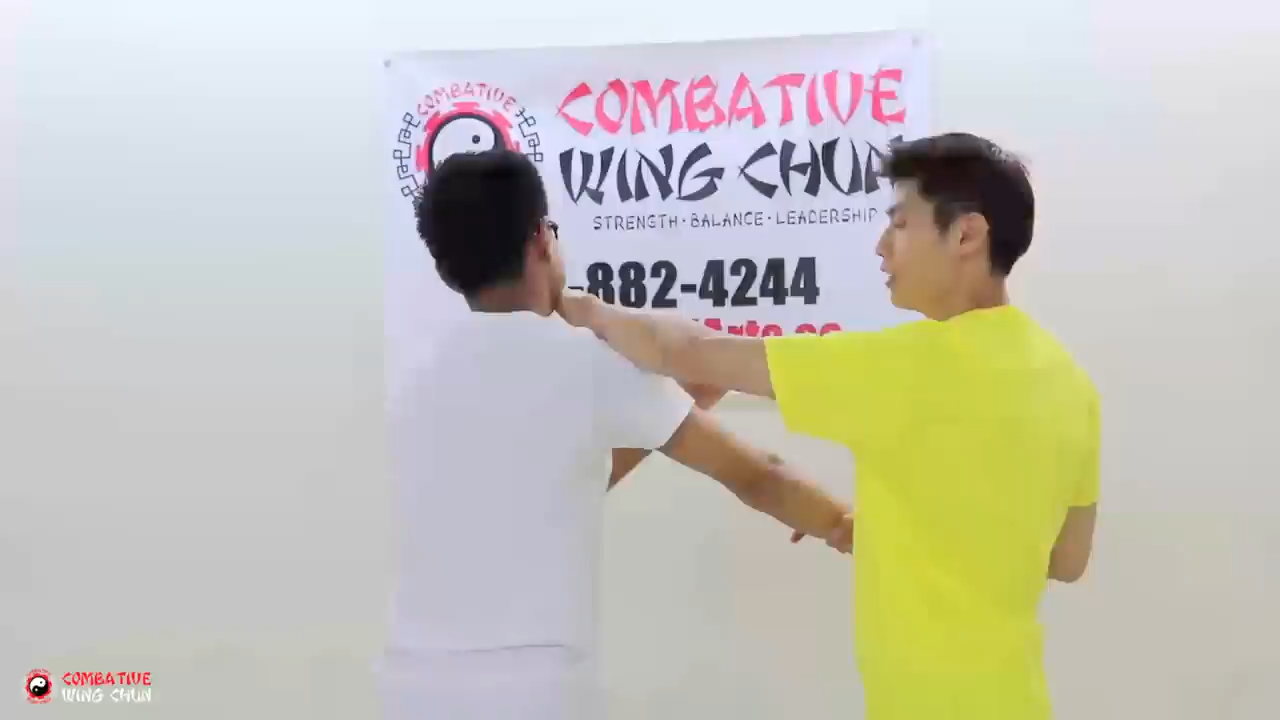 COMBATIVE
COMBATIVE
WING CHUN
STRENGTH · BALANCE · LEADERSHIP
-882-4244
COMBATIVE
WING CHUN